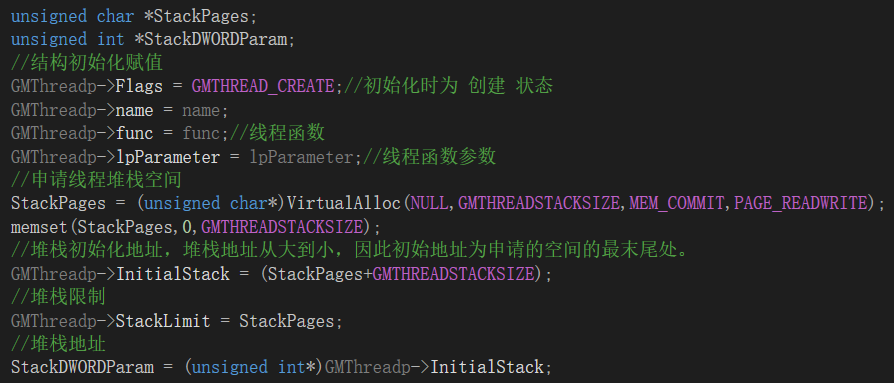 unsigned char *StackPages;
unsigned int *StackDWORDParam;
//结构初始化赋值
GMThreadp->Flags = GMTHREAD_CREATE;//初始化时为 创建 状态
GMThreadp->name = name;
GMThreadp->func = func;//线程函数
GMThreadp->lpParameter = lpParameter;//线程函数参数
//申请线程堆栈空间
StackPages = (unsigned char*)VirtualAlloc(NULL,GMTHREADSTACKSIZE,MEM_COMMIT,PAGE_READWRITE);
memset(StackPages,0,GMTHREADSTACKSIZE);
//堆栈初始化地址，堆栈地址从大到小，因此初始地址为申请的空间的最末尾处。
GMThreadp->InitialStack = (StackPages+GMTHREADSTACKSIZE);
//堆栈限制
GMThreadp->StackLimit = StackPages;
//堆栈地址
StackDWORDParam = (unsigned int*)GMThreadp->InitialStack;